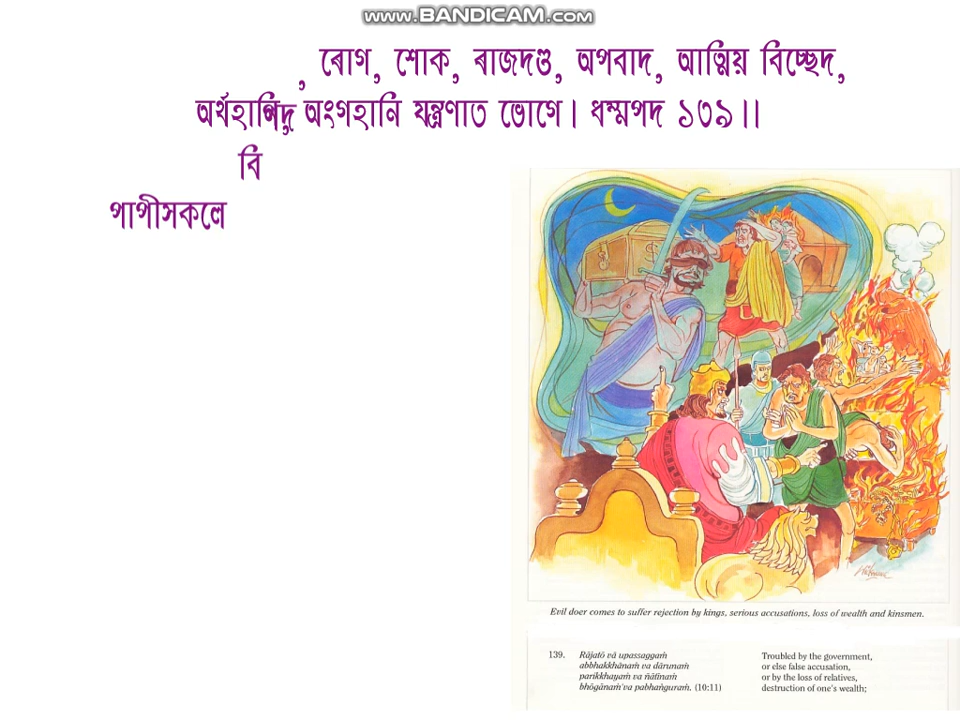 www.BANDICAM.com
, ৰোগ, শোক, ৰাজদণ্ড, অপবাদ, আত্মিয় বিচ্ছেদ,
অৰ্থহানি অংগহানি যন্ত্ৰণাত ভোগে। ধম্মপদ ১৩৯।।
বি
পাপীসকলে
Evil doer comes to suffer rejection by kings, serious accusations, loss of wealth and kinsmen.
139. Rājatō vā upassaggaṁ
abbhakkhānaṁ va dāruṇaṁ
parikkhayaṁ va ñātīnaṁ
bhōgānaṁ va pabhaṅguraṁ. (10:11)
Troubled by the government,
or else false accusation,
or by the loss of relatives,
destruction of one's wealth;